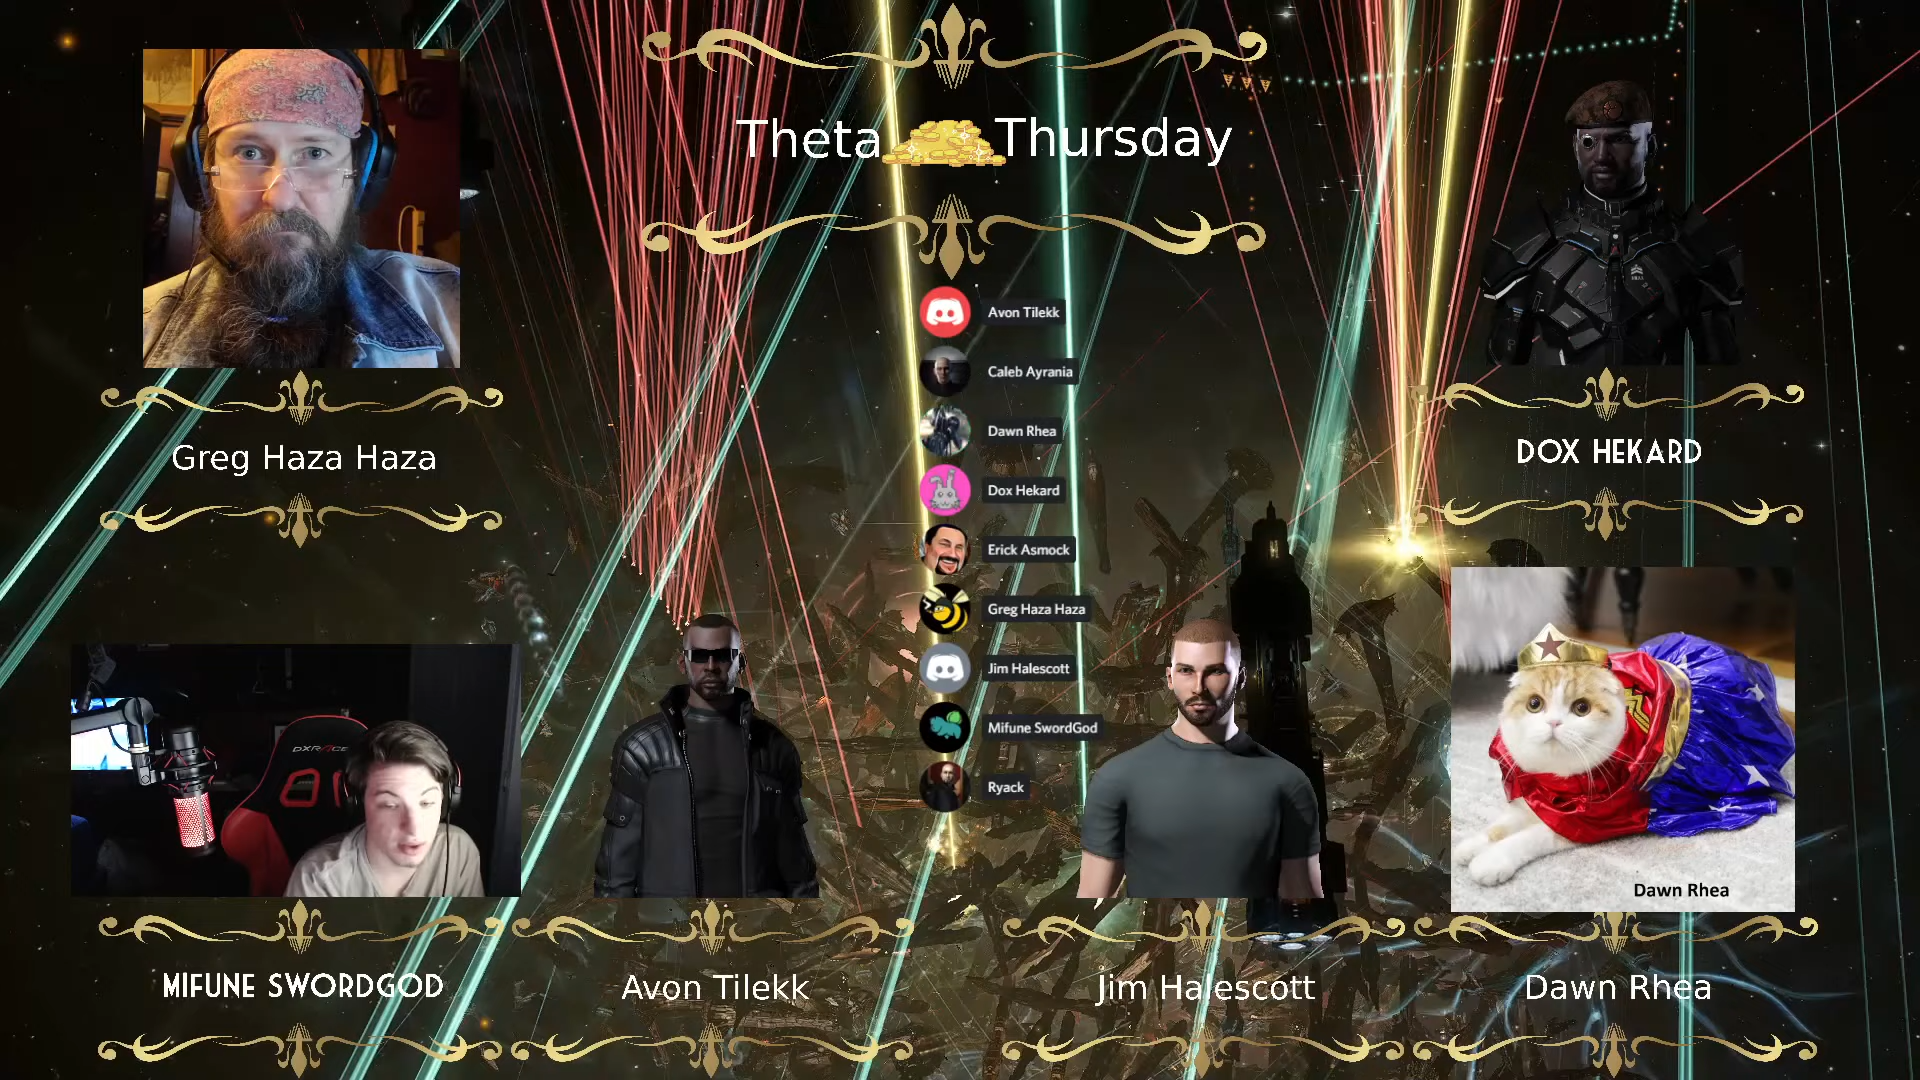 Theta Thursday
Avon Tilekk
Caleb Ayrania
Dawn Rhea
Dox Hekard
Erick Asmock
Greg Haza Haza
Jim Halescott
Mifune SwordGod
Ryack
Greg Haza Haza
DOX HEKARD
DXRACER
Dawn Rhea
MIFUNE SWORDGOD
Avon Tilekk
Jim Halescott
Dawn Rhea